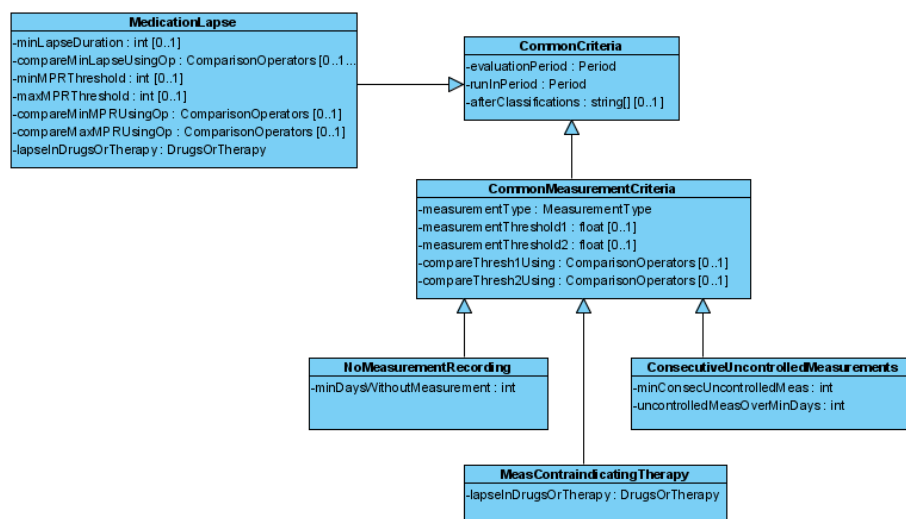 MedicationLapse
-minLapseDuration : int [0..1]
-compareMinLapseUsingOp : ComparisonOperators [0..1...
-minMPRThreshold : int [0..1]
-maxMPRThreshold : int [0..1]
-compareMinMPRUsingOp : ComparisonOperators [0..1]
-compareMaxMPRUsingOp : ComparisonOperators [0..1]
-lapseInDrugsOrTherapy : DrugsOrTherapy
CommonCriteria
-evaluationPeriod : Period
-runInPeriod : Period
-afterClassifications : string[] [0..1]
CommonMeasurementCriteria
-measurementType : MeasurementType
-measurementThreshold1 : float [0..1]
-measurementThreshold2 : float [0..1]
-compareThresh1Using : ComparisonOperators [0..1]
-compareThresh2Using : ComparisonOperators [0..1]
NoMeasurementRecording
-minDaysWithoutMeasurement : int
ConsecutiveUncontrolledMeasurements
-minConsecUncontrolledMeas : int
-uncontrolledMeasOverMinDays : int
MeasContraindicatingTherapy
-lapseInDrugsOrTherapy : DrugsOrTherapy